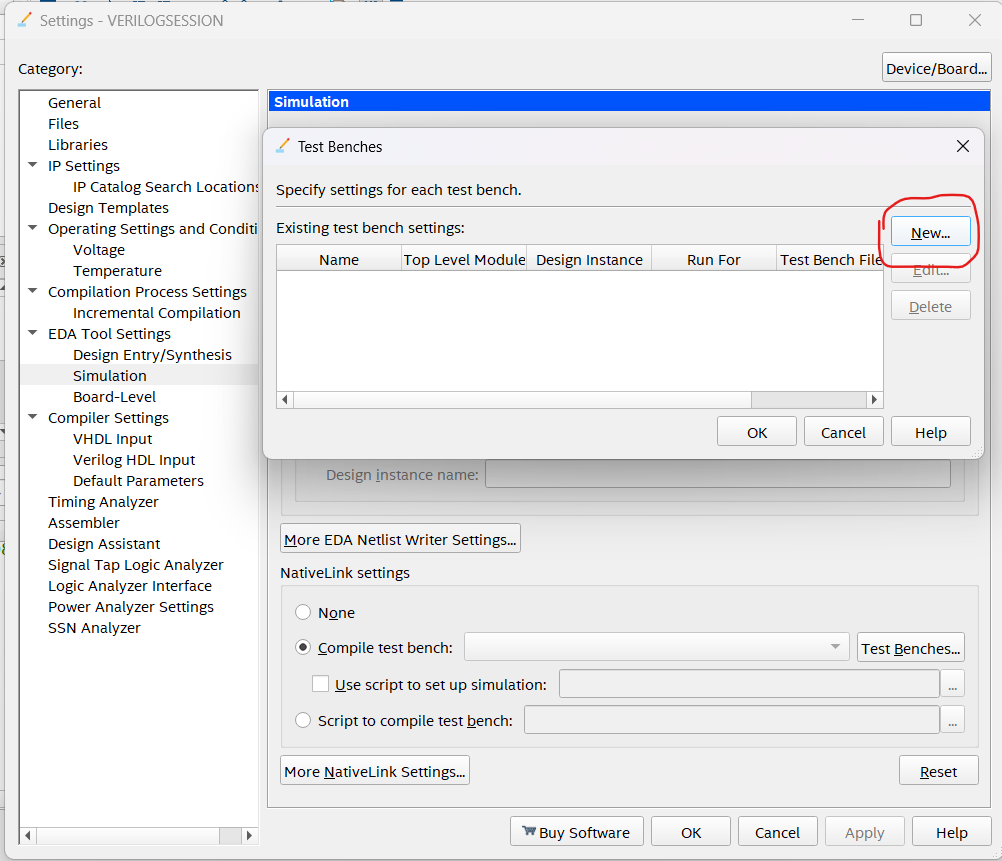 Settings - VERILOGSESSION
Category:
Device/Board...
General
Files
Libraries
IP Settings
IP Catalog Search Locations
Design Templates
Operating Settings and Conditi
Voltage
Temperature
Compilation Process Settings
Incremental Compilation
EDA Tool Settings
Design Entry/Synthesis
Simulation
Board-Level
Compiler Settings
VHDL Input
Verilog HDL Input
Default Parameters
Timing Analyzer
Assembler
Design Assistant
Signal Tap Logic Analyzer
Logic Analyzer Interface
Power Analyzer Settings
SSN Analyzer
Simulation
Test Benches
Specify settings for each test bench.
Existing test bench settings:
New...
Name Top Level Module Design Instance Run For Test Bench File
Edit...
Delete
OK Cancel Help
Design instance name:
More EDA Netlist Writer Settings...
NativeLink settings
None
Compile test bench: Test Benches...
Use script to set up simulation: ...
Script to compile test bench: ...
More NativeLink Settings... Reset
Buy Software OK Cancel Apply Help